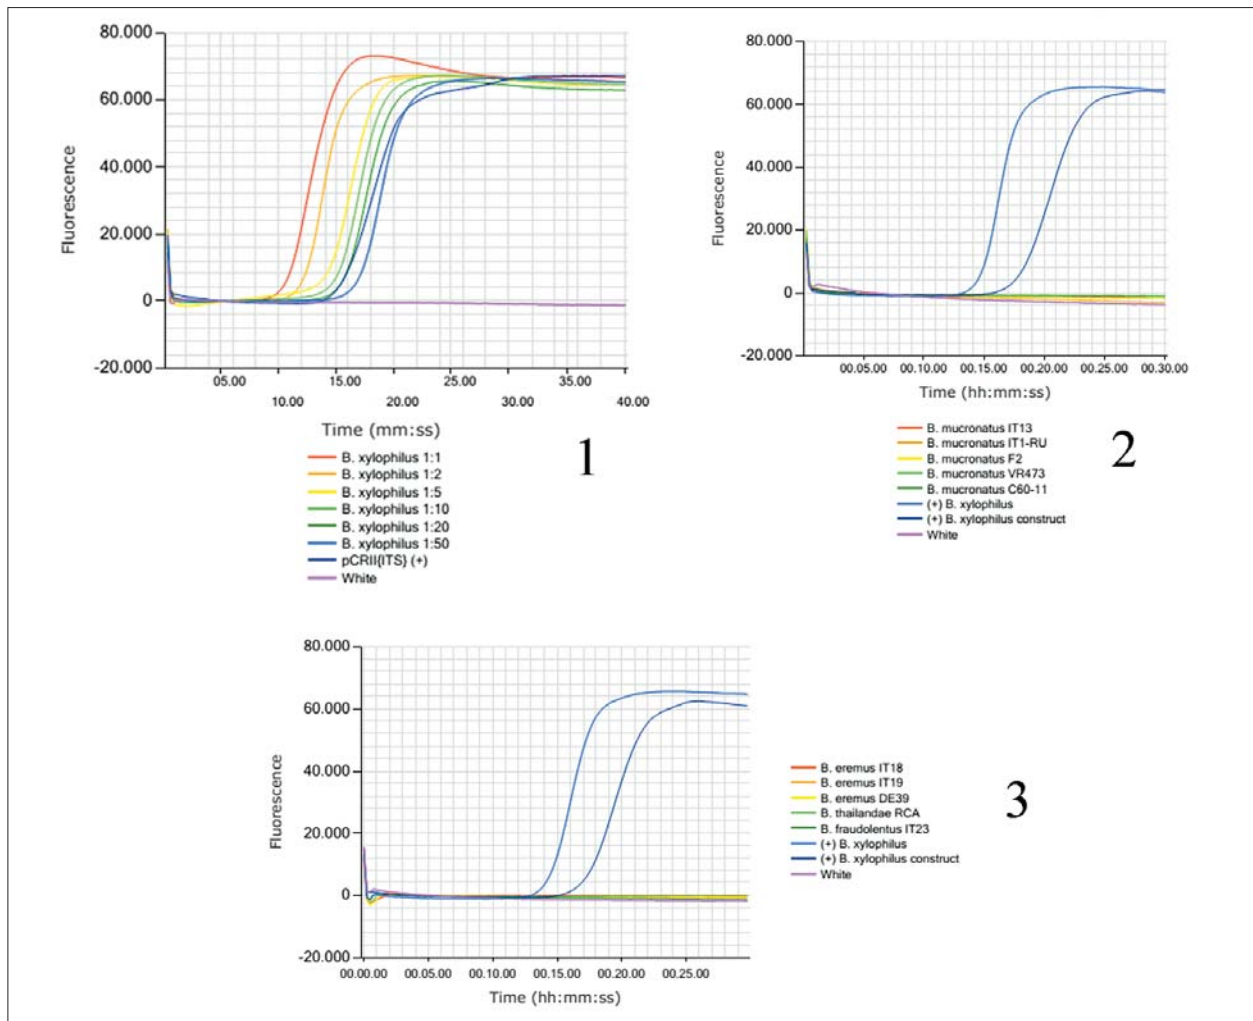 80.000
60.000
40.000
20.000
0
-20.000
Fluorescence
05.00 15.00 25.00 35.00
10.00 20.00 30.00 40.00
Time (mm:ss)
B. xylophilus 1:1
B. xylophilus 1:2
B. xylophilus 1:5
B. xylophilus 1:10
B. xylophilus 1:20
B. xylophilus 1:50
pCRII{ITS} (+)
White
1
80.000
60.000
40.000
20.000
0
-20.000
Fluorescence
00.05.00 00.10.00 00.15.00 00.20.00 00.25.00 00.30.00
Time (hh:mm:ss)
B. mucronatus IT13
B. mucronatus IT1-RU
B. mucronatus F2
B. mucronatus VR473
B. mucronatus C60-11
(+) B. xylophilus
(+) B. xylophilus construct
White
2
80.000
60.000
40.000
20.000
0
-20.000
Fluorescence
00.00.00 00.05.00 00.10.00 00.15.00 00.20.00 00.25.00
Time (hh:mm:ss)
B. eremus IT18
B. eremus IT19
B. eremus DE39
B. thailandae RCA
B. fraudolentus IT23
(+) B. xylophilus
(+) B. xylophilus construct
White
3